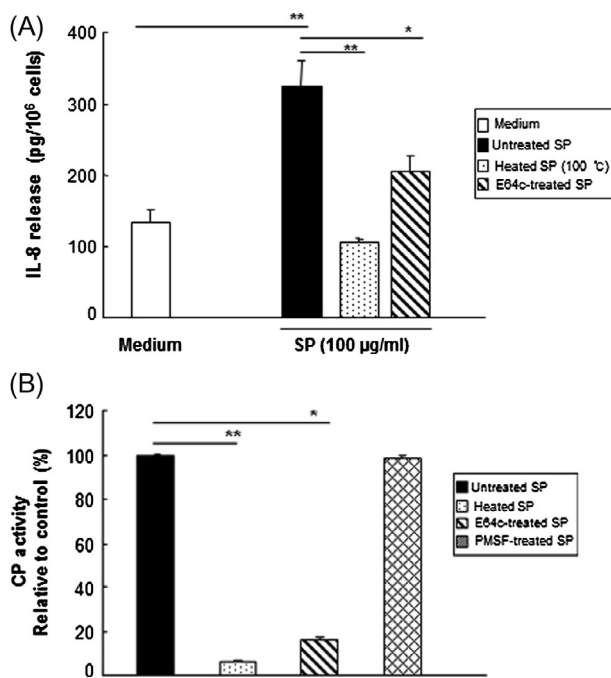 (A)
IL-8 release (pg/10⁶ cells)
400
300
200
100
0
**
**
*
Medium
SP (100 µg/ml)
Medium
Untreated SP
Heated SP (100 ℃)
E64c-treated SP
(B)
CP activity
Relative to control (%)
120
100
80
60
40
20
0
*
**
Untreated SP
Heated SP
E64c-treated SP
PMSF-treated SP